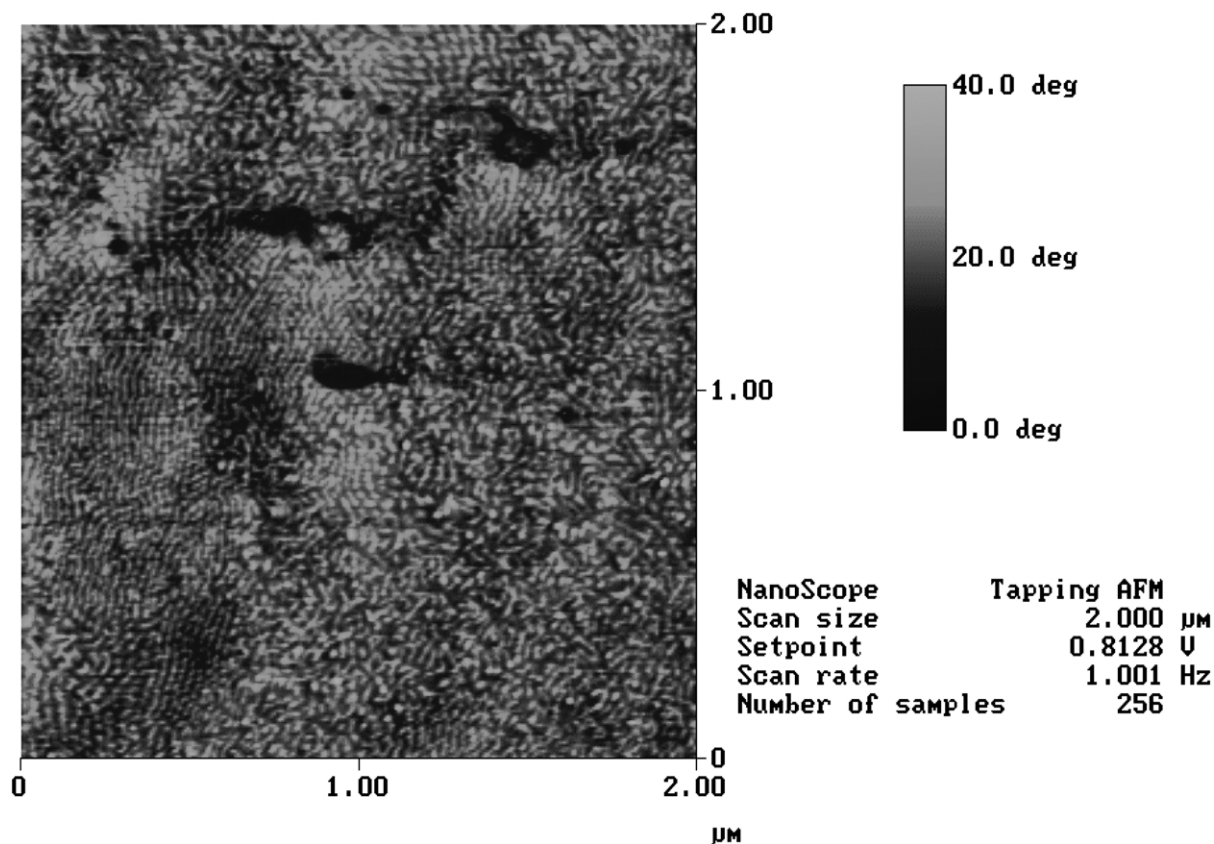 2.00
40.0 deg
20.0 deg
1.00
0.0 deg
NanoScope Tapping AFM
Scan size 2.000 µm
Setpoint 0.8128 V
Scan rate 1.001 Hz
Number of samples 256
0
0 1.00 2.00
µm